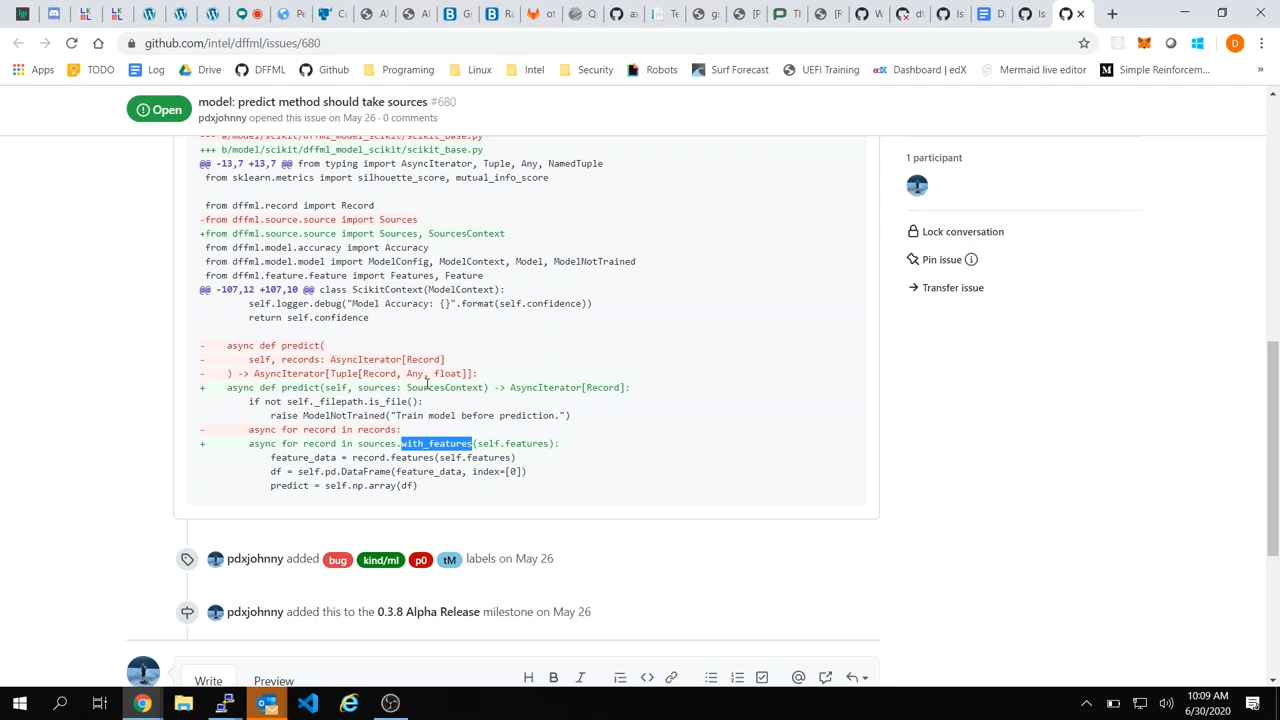 github.com/intel/dffml/issues/680
Apps TODO Log Drive DFFML Github Programing Linux Intel Security Robots Surf Forecast UEFI Training Dashboard | edX Mermaid live editor Simple Reinforcem... »
Open model: predict method should take sources #680
pdxjohnny opened this issue on May 26 · 0 comments
--- a/model/scikit/dffml_model_scikit/scikit_base.py
+++ b/model/scikit/dffml_model_scikit/scikit_base.py
@@ -13,7 +13,7 @@ from typing import AsyncIterator, Tuple, Any, NamedTuple
from sklearn.metrics import silhouette_score, mutual_info_score
from dffml.record import Record
-from dffml.source.source import Sources
+from dffml.source.source import Sources, SourcesContext
from dffml.model.accuracy import Accuracy
from dffml.model.model import ModelConfig, ModelContext, Model, ModelNotTrained
from dffml.feature.feature import Features, Feature
@@ -107,12 +107,10 @@ class ScikitContext(ModelContext):
self.logger.debug("Model Accuracy: {}".format(self.confidence))
return self.confidence
- async def predict(
- self, records: AsyncIterator[Record]
- ) -> AsyncIterator[Tuple[Record, Any, float]]:
+ async def predict(self, sources: SourcesContext) -> AsyncIterator[Record]:
if not self._filepath.is_file():
raise ModelNotTrained("Train model before prediction.")
- async for record in records:
+ async for record in sources.with_features(self.features):
feature_data = record.features(self.features)
df = self.pd.DataFrame(feature_data, index=[0])
predict = self.np.array(df)
1 participant
Lock conversation
Pin issue
Transfer issue
pdxjohnny added bug kind/ml p0 tM labels on May 26
pdxjohnny added this to the 0.3.8 Alpha Release milestone on May 26
Write Preview
10:09 AM
6/30/2020